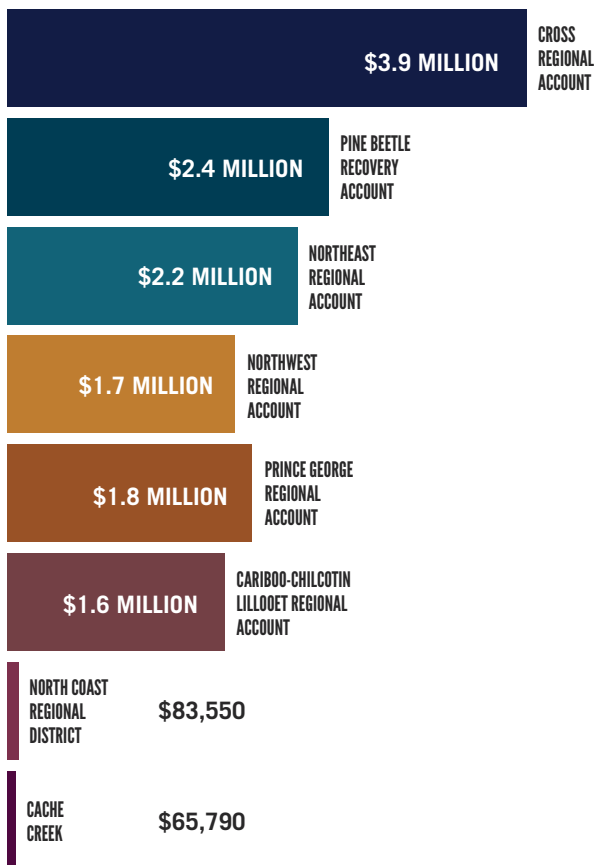 $3.9 MILLION
CROSS
REGIONAL
ACCOUNT
$2.4 MILLION
PINE BEETLE
RECOVERY
ACCOUNT
$2.2 MILLION
NORTHEAST
REGIONAL
ACCOUNT
$1.7 MILLION
NORTHWEST
REGIONAL
ACCOUNT
$1.8 MILLION
PRINCE GEORGE
REGIONAL
ACCOUNT
$1.6 MILLION
CARIBOO-CHILCOTIN
LILLOOET REGIONAL
ACCOUNT
NORTH COAST
REGIONAL
DISTRICT
$83,550
CACHE
CREEK
$65,790